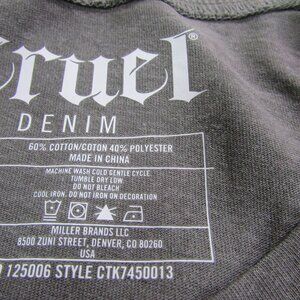 Cruel®
DENIM
60% COTTON/COTON 40% POLYESTER
MADE IN CHINA
MACHINE WASH COLD GENTLE CYCLE
TUMBLE DRY LOW.
DO NOT BLEACH
COOL IRON. DO NOT IRON ON DECORATION
MILLER BRANDS LLC
8500 ZUNI STREET, DENVER, CO 80260
USA
125006 STYLE CTK7450013